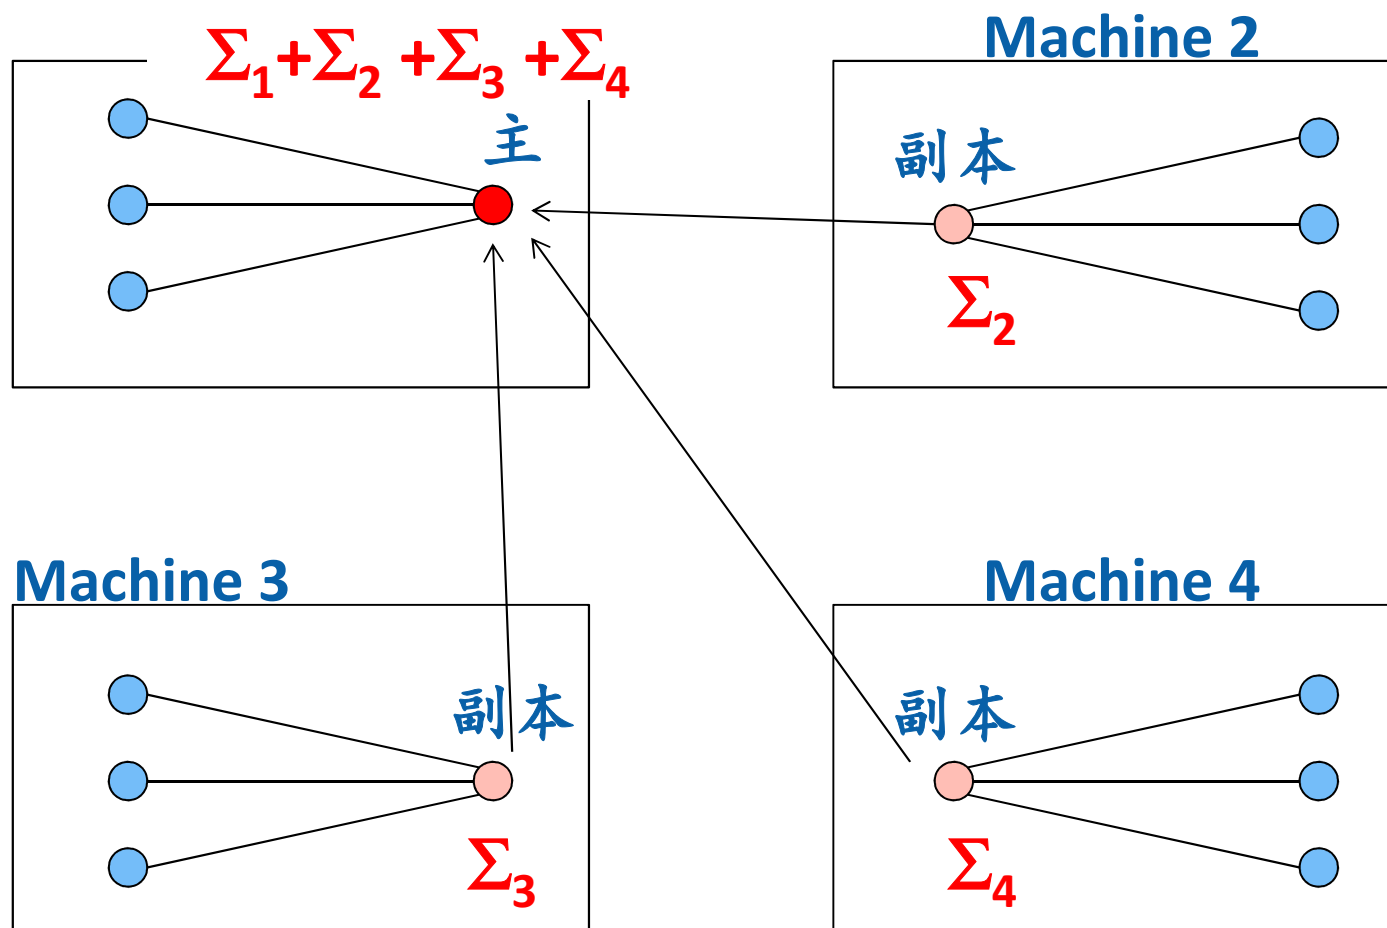 Σ₁+Σ₂ +Σ₃ +Σ₄
Machine 2
主
副本
Σ₂
Machine 3
Machine 4
副本
副本
Σ₃
Σ₄